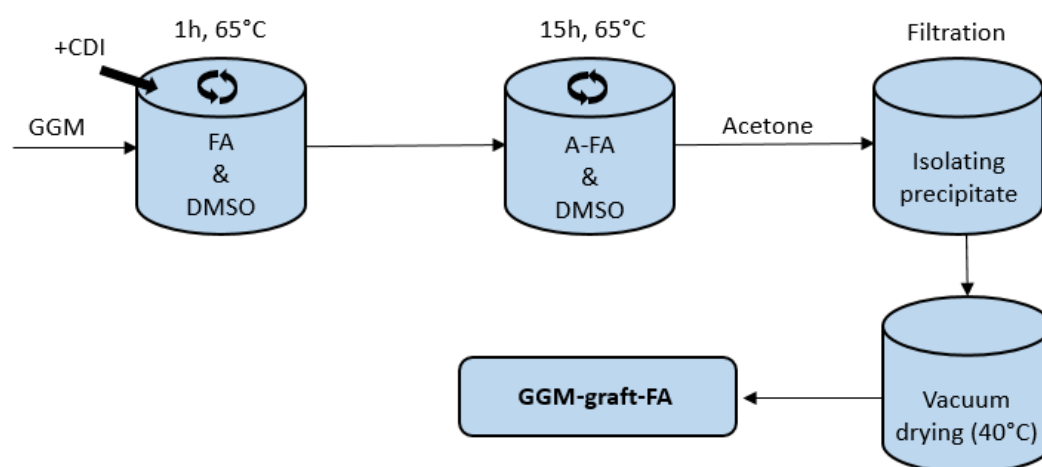 1h, 65°C
15h, 65°C
Filtration
+CDI
GGM
FA
&
DMSO
A-FA
&
DMSO
Acetone
Isolating
precipitate
GGM-graft-FA
Vacuum
drying (40°C)